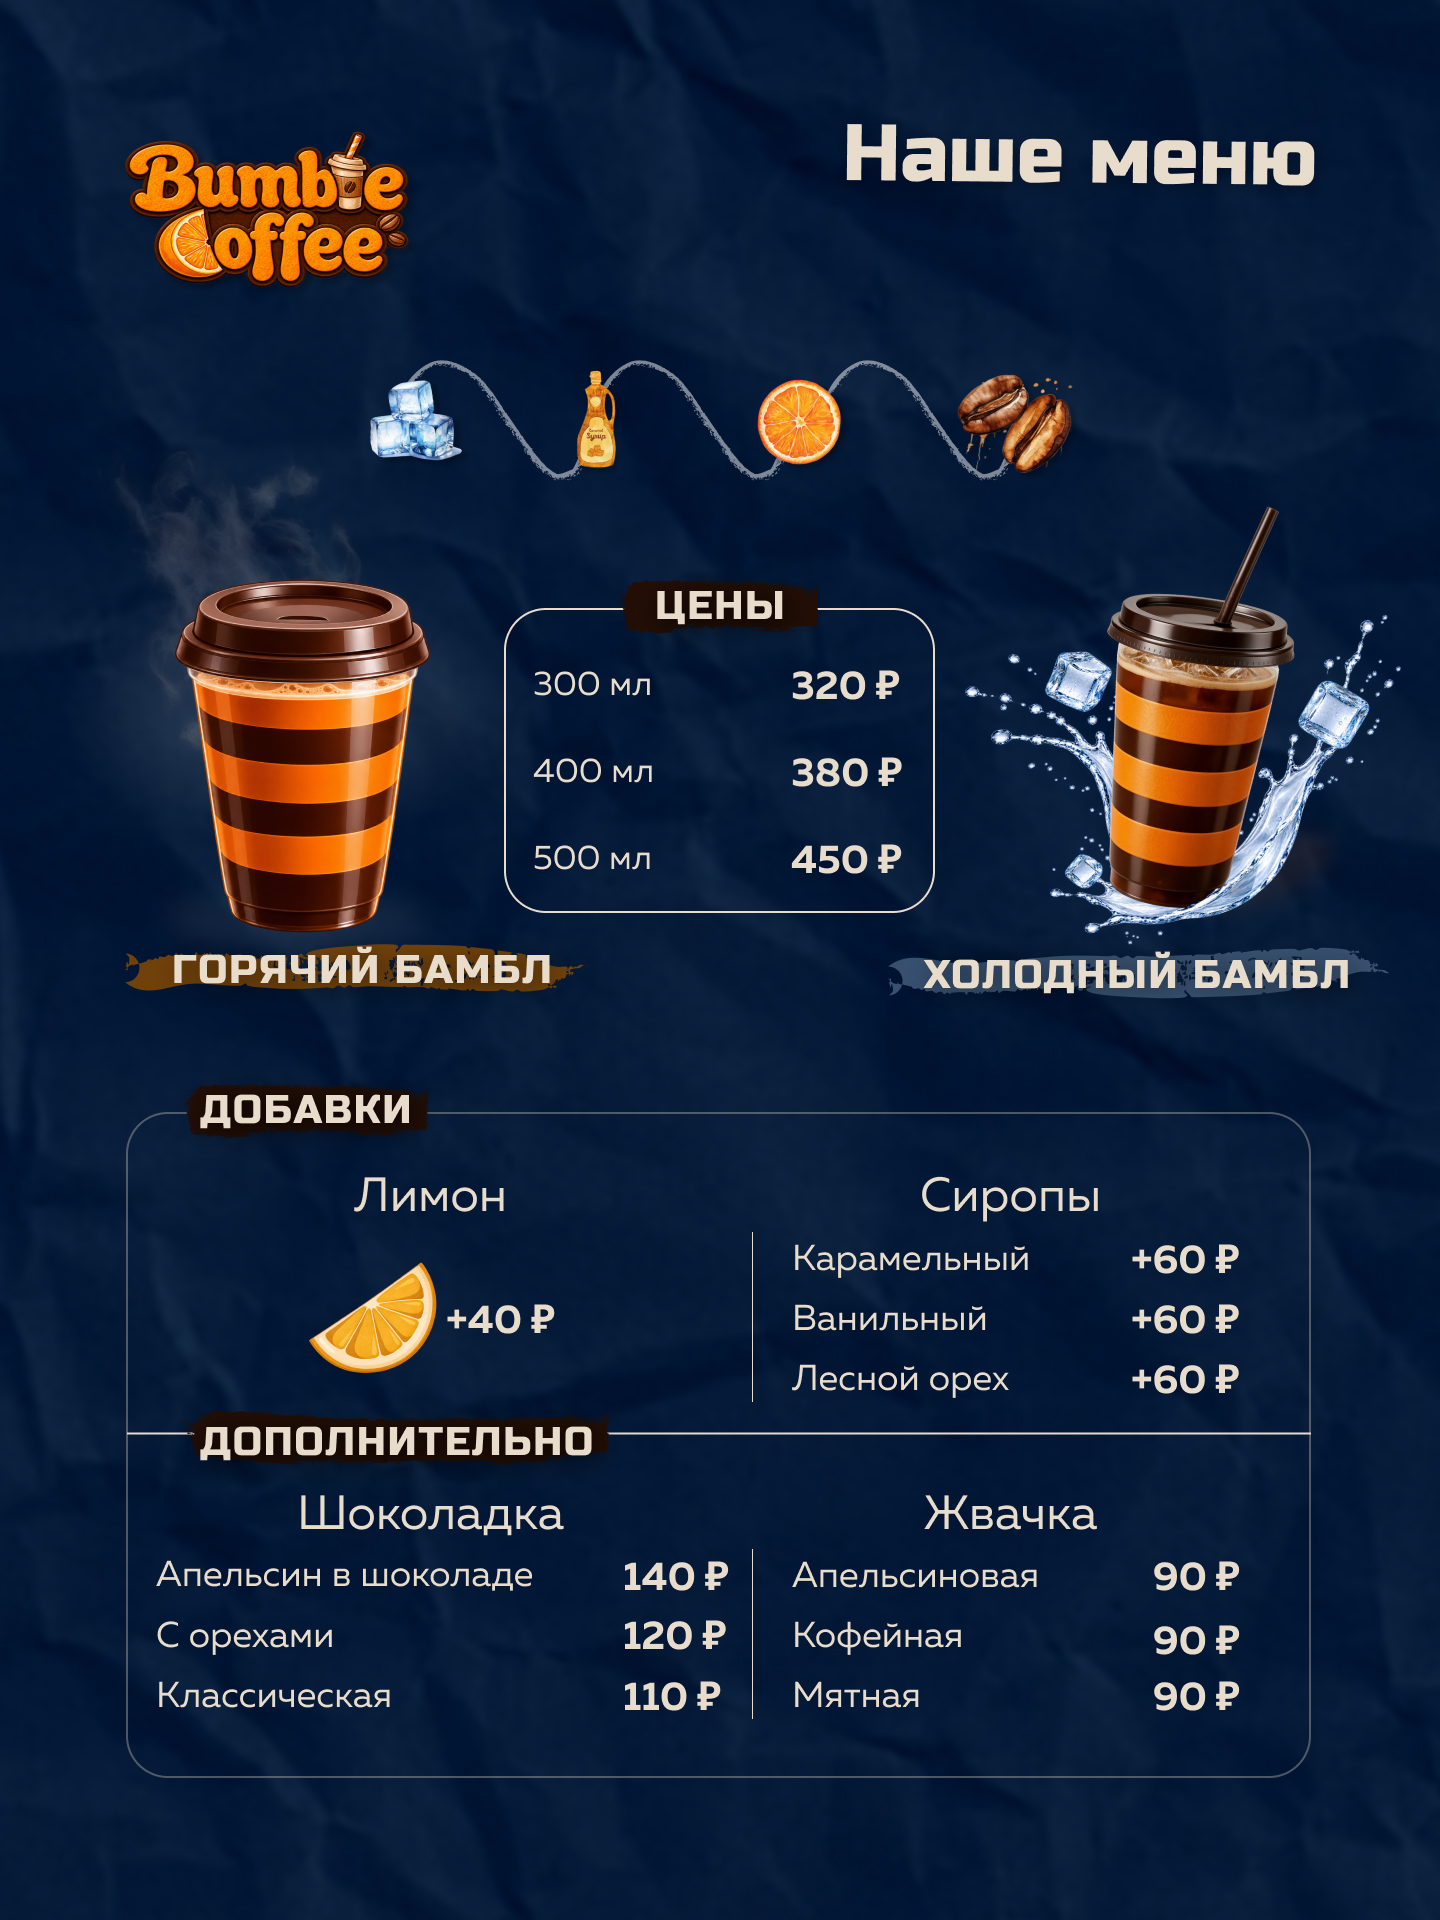 Bumble
Coffee
Наше меню
Syrup
ЦЕНЫ
300 мл 320 ₽
400 мл 380 ₽
500 мл 450 ₽
ГОРЯЧИЙ БАМБЛ
ХОЛОДНЫЙ БАМБЛ
ДОБАВКИ
Лимон
+40 ₽
Сиропы
Карамельный +60 ₽
Ванильный +60 ₽
Лесной орех +60 ₽
ДОПОЛНИТЕЛЬНО
Шоколадка
Апельсин в шоколаде 140 ₽
С орехами 120 ₽
Классическая 110 ₽
Жвачка
Апельсиновая 90 ₽
Кофейная 90 ₽
Мятная 90 ₽